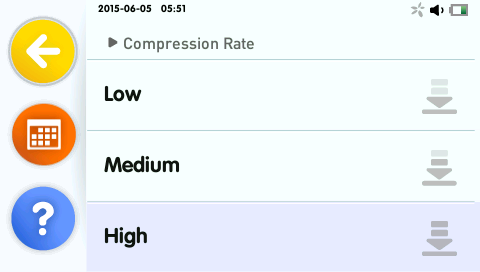 2015-06-05 05:51
Compression Rate
Low
Medium
High
?